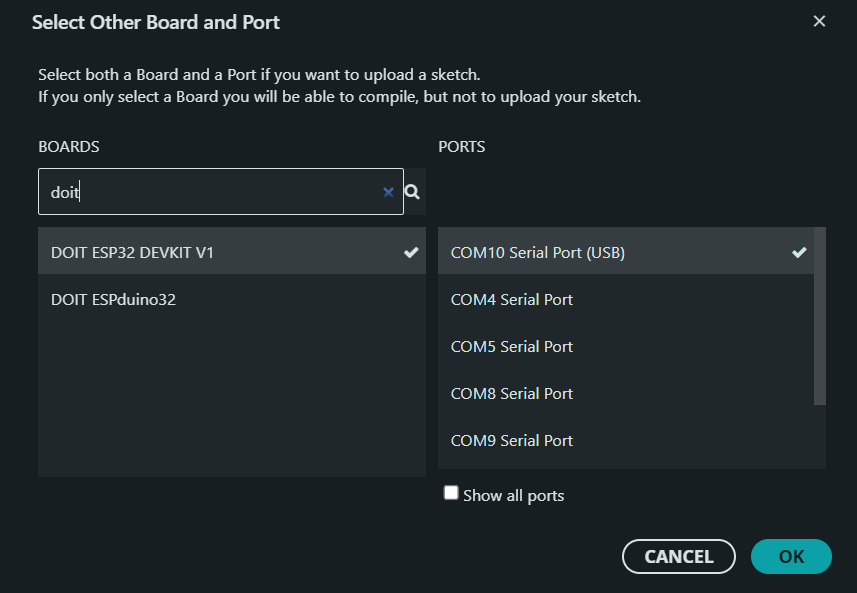 Select Other Board and Port
Select both a Board and a Port if you want to upload a sketch.
If you only select a Board you will be able to compile, but not to upload your sketch.
BOARDS
PORTS
doit
DOIT ESP32 DEVKIT V1
DOIT ESPduino32
COM10 Serial Port (USB)
COM4 Serial Port
COM5 Serial Port
COM8 Serial Port
COM9 Serial Port
Show all ports
CANCEL
OK